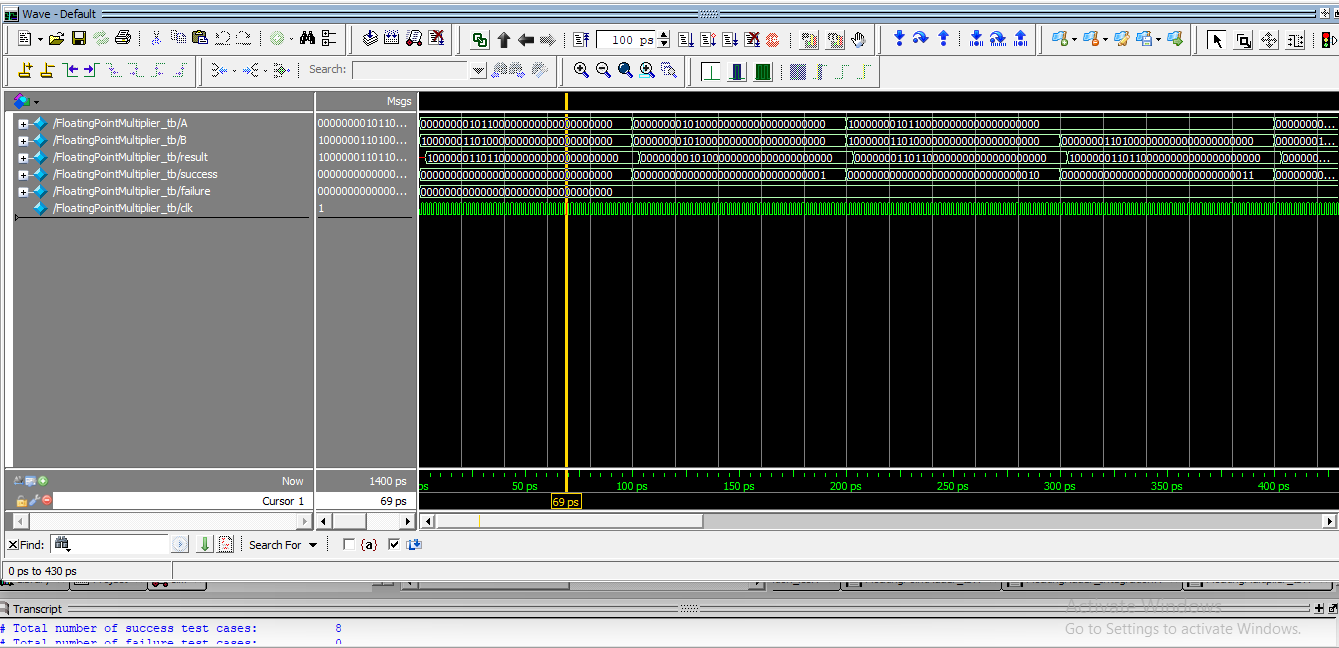 Wave - Default
100 ps
Search:
Msgs
/FloatingPointMultiplier_tb/A 0000000010110... 00000000101100000000000000000000 00000000101000000000000000000000 10000000101100000000000000000000 0000000...
/FloatingPointMultiplier_tb/B 1000000110100... 10000001101000000000000000000000 00000000101100000000000000000000 10000001101000000000000000000000 00000001101000000000000000000000 0000001...
/FloatingPointMultiplier_tb/result 1000000110110... 10000001101100000000000000000000 00000000101000000000000000000000 00000001101100000000000000000000 10000001101100000000000000000000 000000...
/FloatingPointMultiplier_tb/success 0000000000000... 00000000000000000000000000000000 00000000000000000000000000000001 00000000000000000000000000000010 00000000000000000000000000000011 0000000...
/FloatingPointMultiplier_tb/failure 0000000000000... 00000000000000000000000000000000
/FloatingPointMultiplier_tb/clk 1
Now 1400 ps ps 50 ps 100 ps 150 ps 200 ps 250 ps 300 ps 350 ps 400 ps
Cursor 1 69 ps 69 ps
Find: Search For {a}
0 ps to 430 ps
Transcript
Activate Windows
# Total number of success test cases: 8
Go to Settings to activate Windows.
# Total number of failure test cases: 0